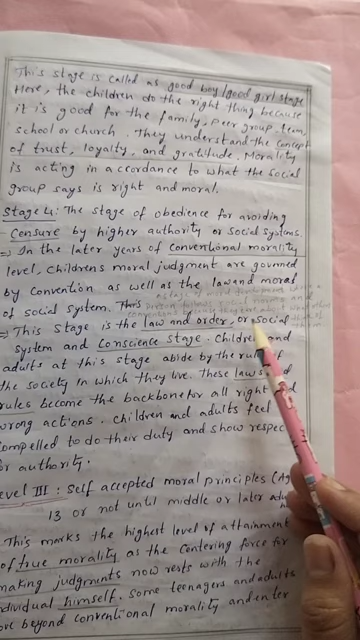 This stage is called as good boy/good girl stage
Here, the children do the right thing because
it is good for the family, peer group, team,
school or church. They understand the concept
of trust, loyalty, and gratitude. Morality
is acting in accordance to what the social
group says is right and moral.
Stage 4: The stage of obedience for avoiding
Censure by higher authority or social systems.
⇒ In the later years of conventional morality
level, Childrens moral judgment are governed
by Convention as well as the law and moral
of social System. This
⇒ This Stage is the law and order, or social
System and Conscience Stage. Children and
adults at this stage abide by the rules of
the society in which they live. These laws and
rules become the backbone for all right and
wrong actions. Children and adults feel
compelled to do their duty and show respect
for authority.
Level III: Self accepted moral principles (Age
13 or not until middle or later
This marks the highest level of attainment
of true morality as the Contering force for
making judgments now rests with the
individual himself. Some teenagers and adults
move beyond conventional morality and enter